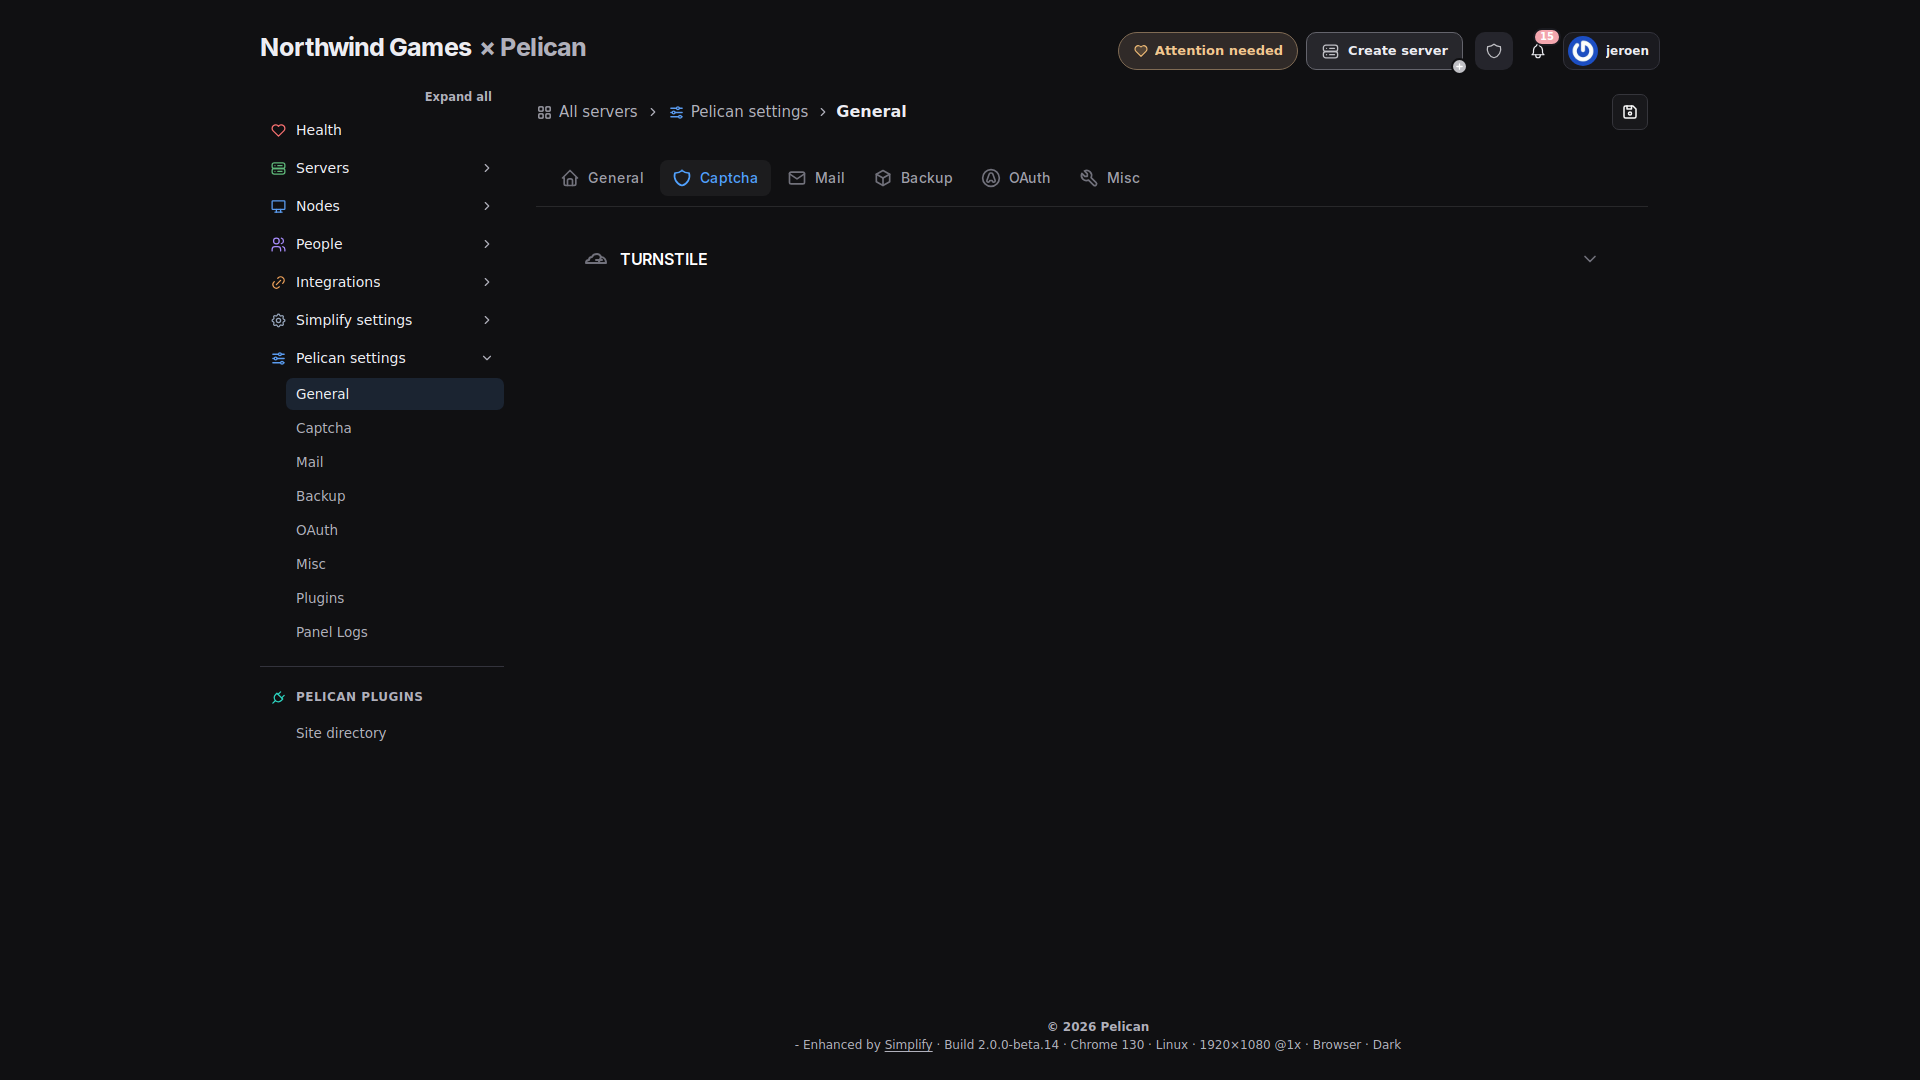 Northwind Games × Pelican
Attention needed
Create server
15
jeroen
Expand all
Health
Servers
Nodes
People
Integrations
Simplify settings
Pelican settings
General
Captcha
Mail
Backup
OAuth
Misc
Plugins
Panel Logs
PELICAN PLUGINS
Site directory
All servers > Pelican settings > General
General Captcha Mail Backup OAuth Misc
TURNSTILE
© 2026 Pelican
- Enhanced by Simplify · Build 2.0.0-beta.14 · Chrome 130 · Linux · 1920×1080 @1x · Browser · Dark